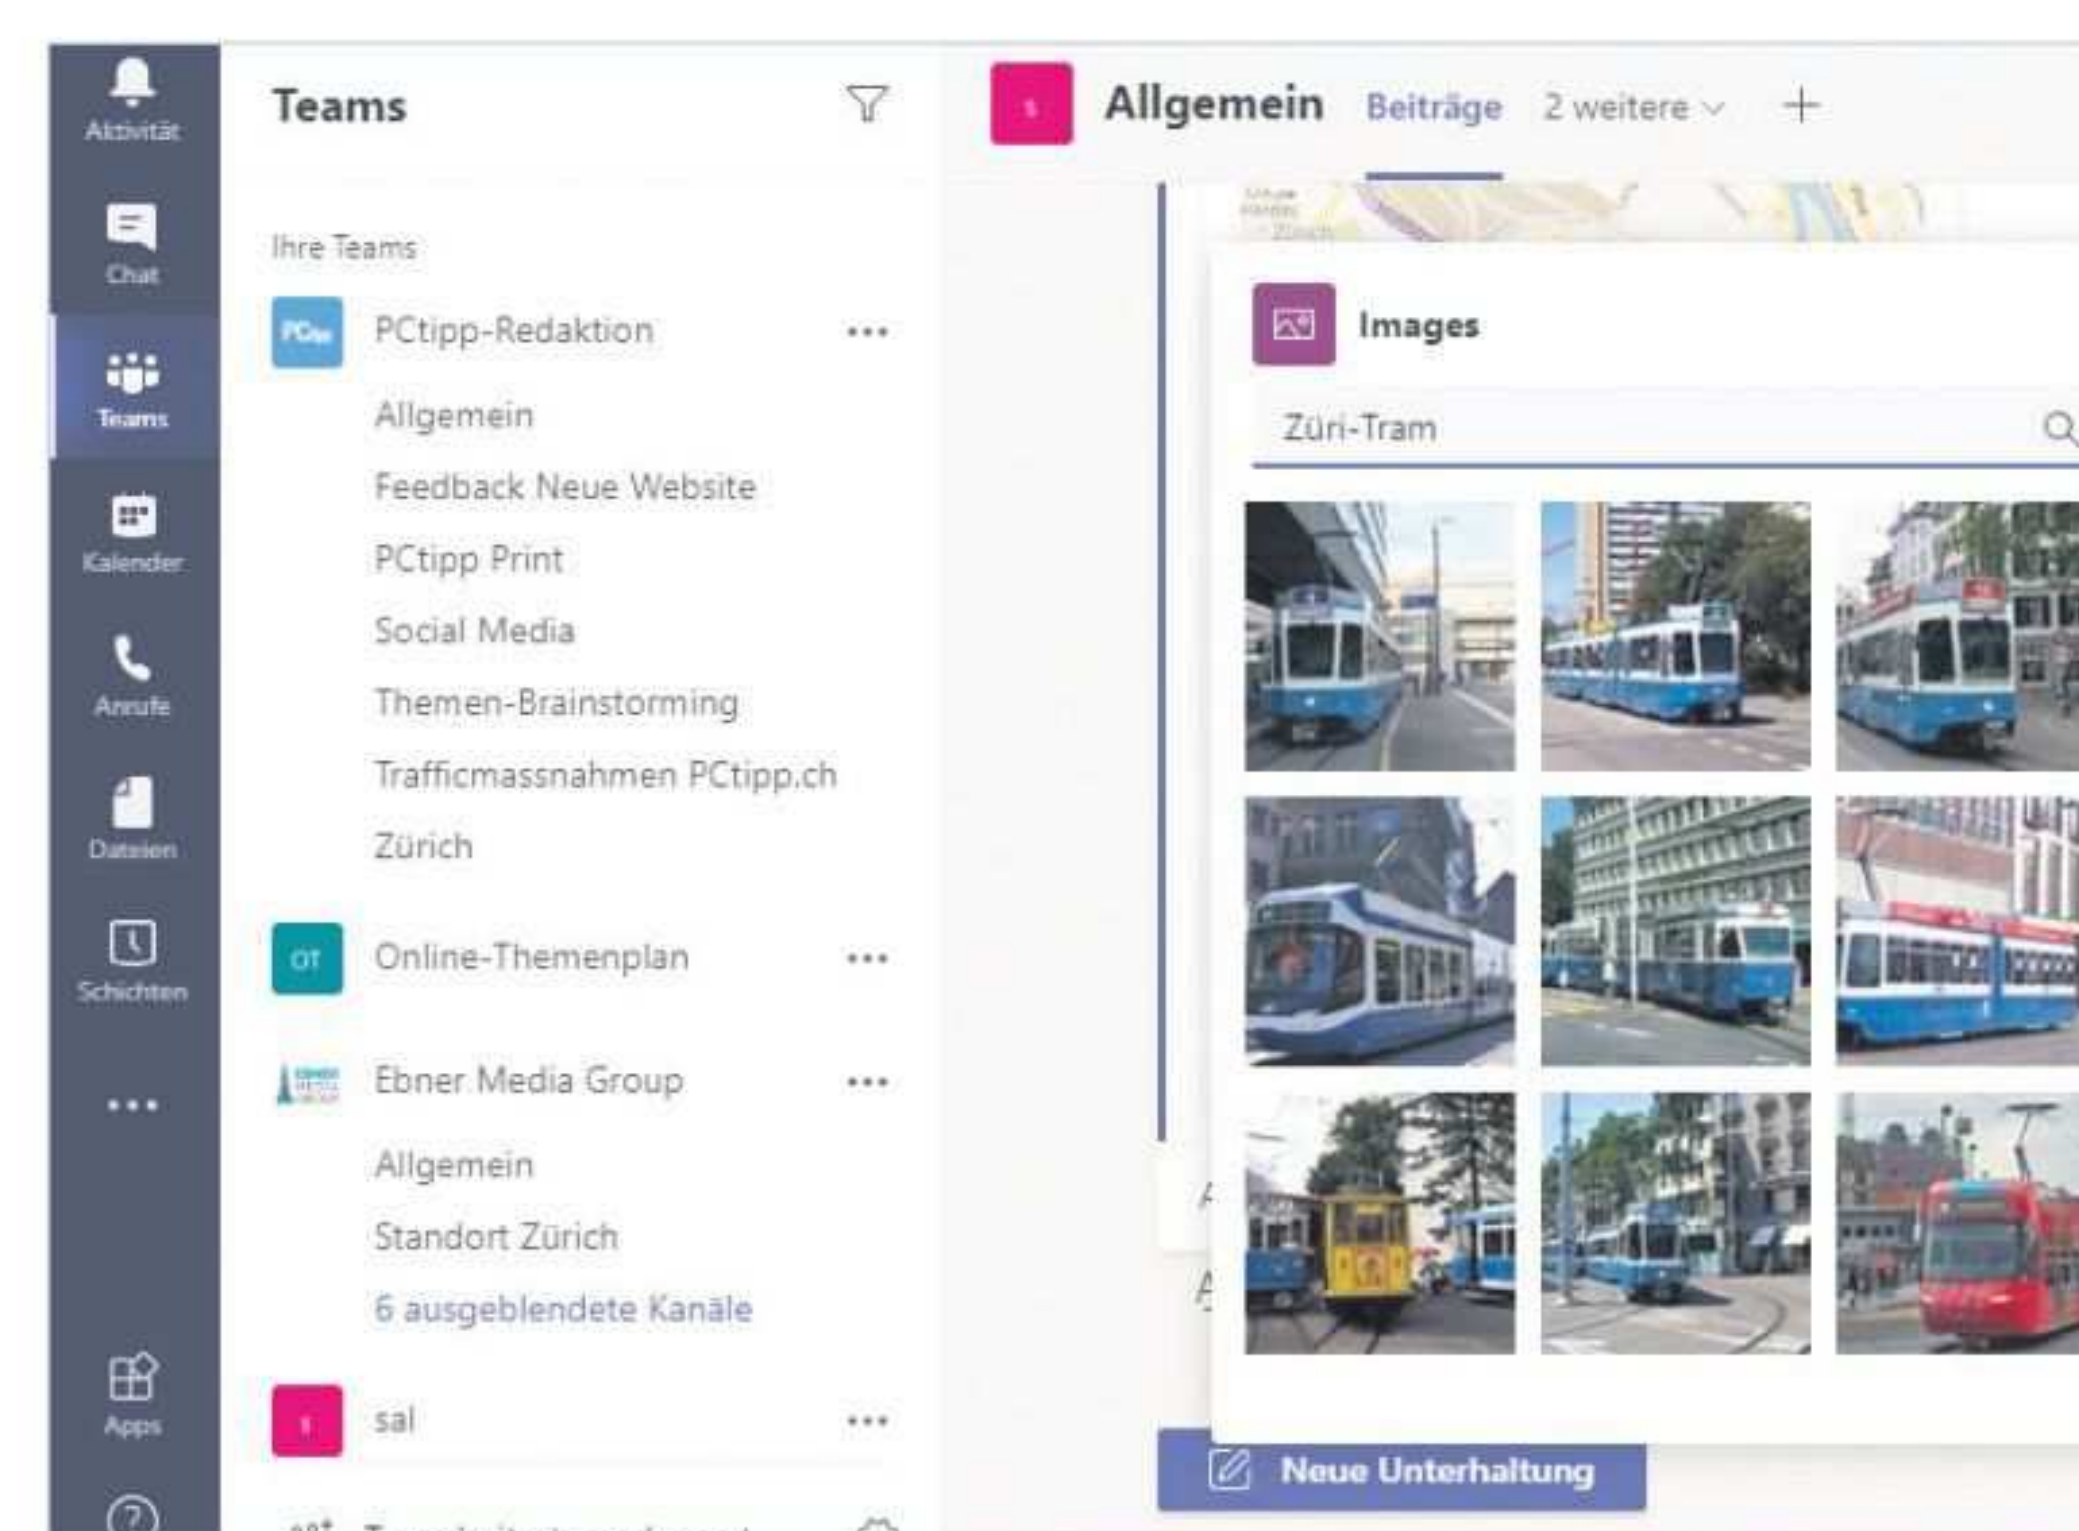 Aktivität
Chat
Teams
Kalender
Anrufe
Dateien
Schichten
Apps
Teams
Ihre Teams
PCtipp-Redaktion
Allgemein
Feedback Neue Website
PCtipp Print
Social Media
Themen-Brainstorming
Trafficmassnahmen PCtipp.ch
Zürich
OT Online-Themenplan
Ebner Media Group
Allgemein
Standort Zürich
6 ausgeblendete Kanäle
s sal
s Allgemein Beiträge 2 weitere
Zürich
Images
Züri-Tram
Neue Unterhaltung